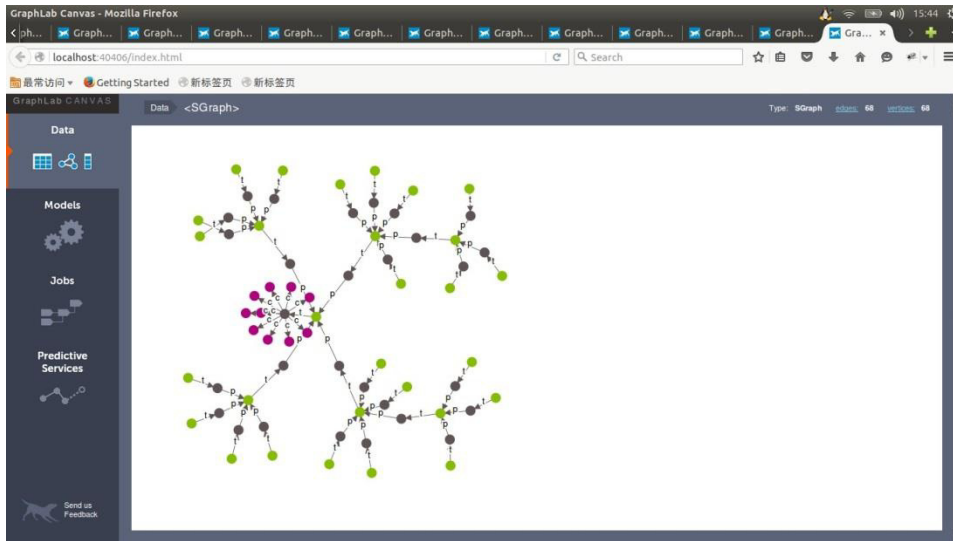 GraphLab Canvas - Mozilla Firefox
15:44
ph... Graph... Graph... Graph... Graph... Graph... Graph... Graph... Graph... Graph... Graph... Graph... Gra...
localhost:40406/index.html
Search
最常访问 Getting Started 新标签页 新标签页
GraphLab CANVAS
Data <SGraph>
Type: SGraph edges: 68 vertices: 68
Data
Models
Jobs
Predictive
Services
Send us
Feedback